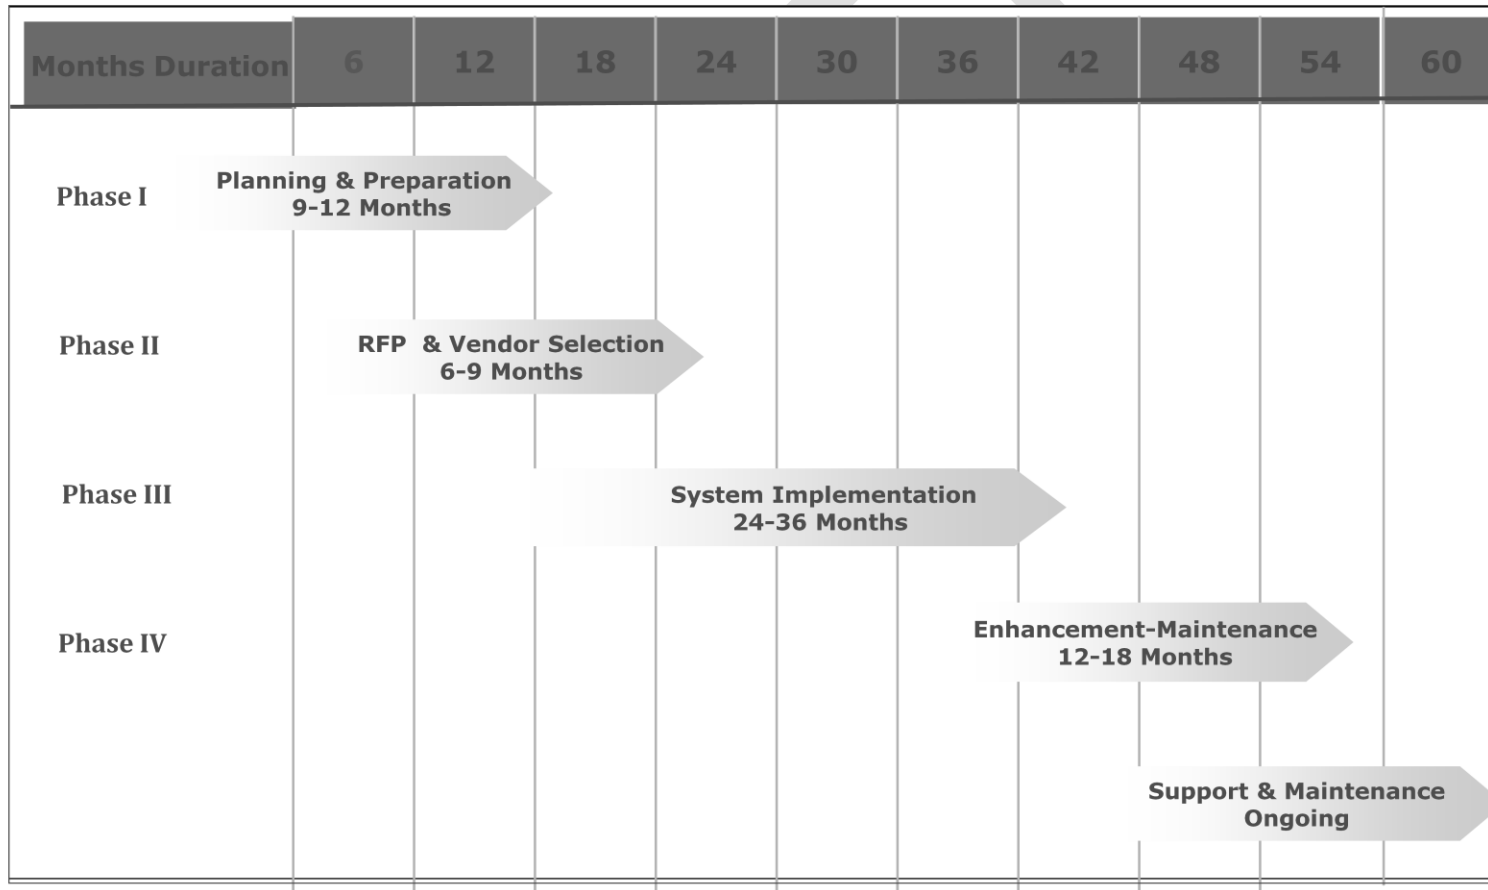 Months Duration 6 12 18 24 30 36 42 48 54 60
Phase I
Planning & Preparation
9-12 Months
Phase II
RFP & Vendor Selection
6-9 Months
Phase III
System Implementation
24-36 Months
Phase IV
Enhancement-Maintenance
12-18 Months
Support & Maintenance
Ongoing